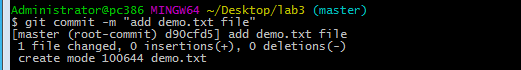 Administrator@pc386 MINGW64 ~/Desktop/lab3 (master)
$ git commit -m "add demo.txt file"
[master (root-commit) d90cfd5] add demo.txt file
 1 file changed, 0 insertions(+), 0 deletions(-)
 create mode 100644 demo.txt